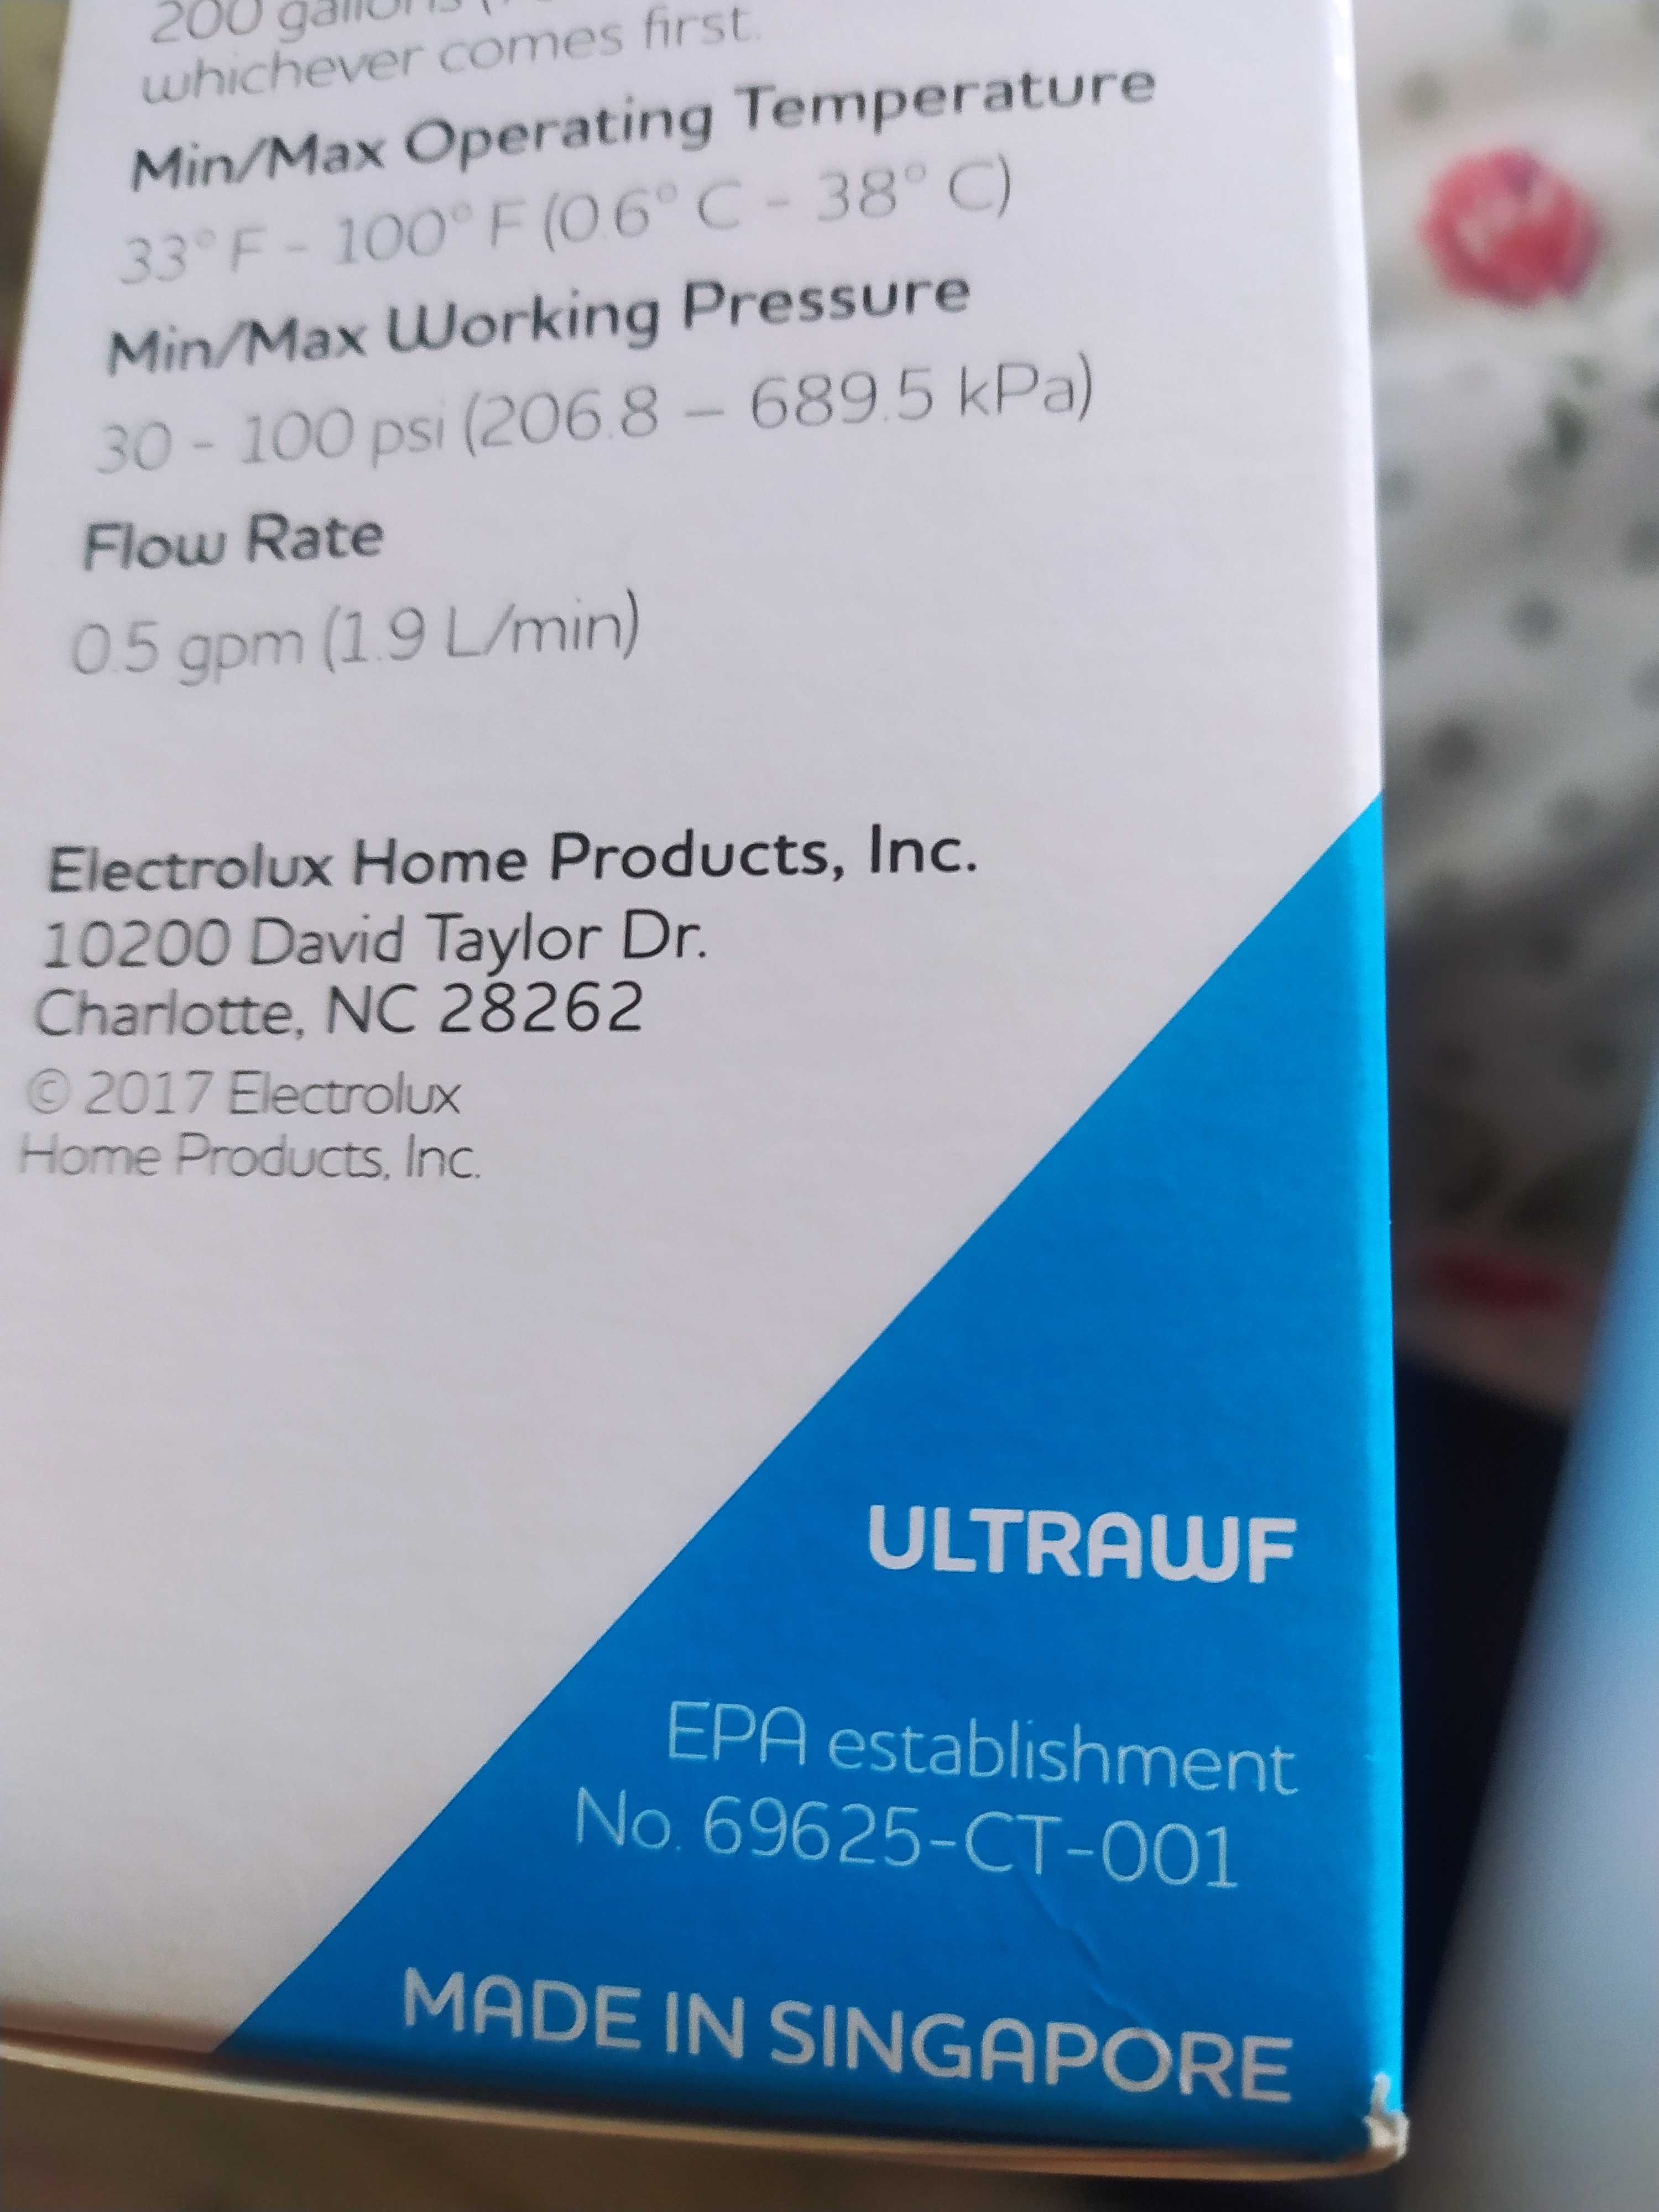 200 gallons (
whichever comes first.
Min/Max Operating Temperature
33° F - 100° F (0.6° C - 38° C)
Min/Max Working Pressure
30 - 100 psi (206.8 – 689.5 kPa)
Flow Rate
0.5 gpm (1.9 L/min)
Electrolux Home Products, Inc.
10200 David Taylor Dr.
Charlotte, NC 28262
© 2017 Electrolux
Home Products, Inc.
ULTRAWF
EPA establishment
No. 69625-CT-001
MADE IN SINGAPORE